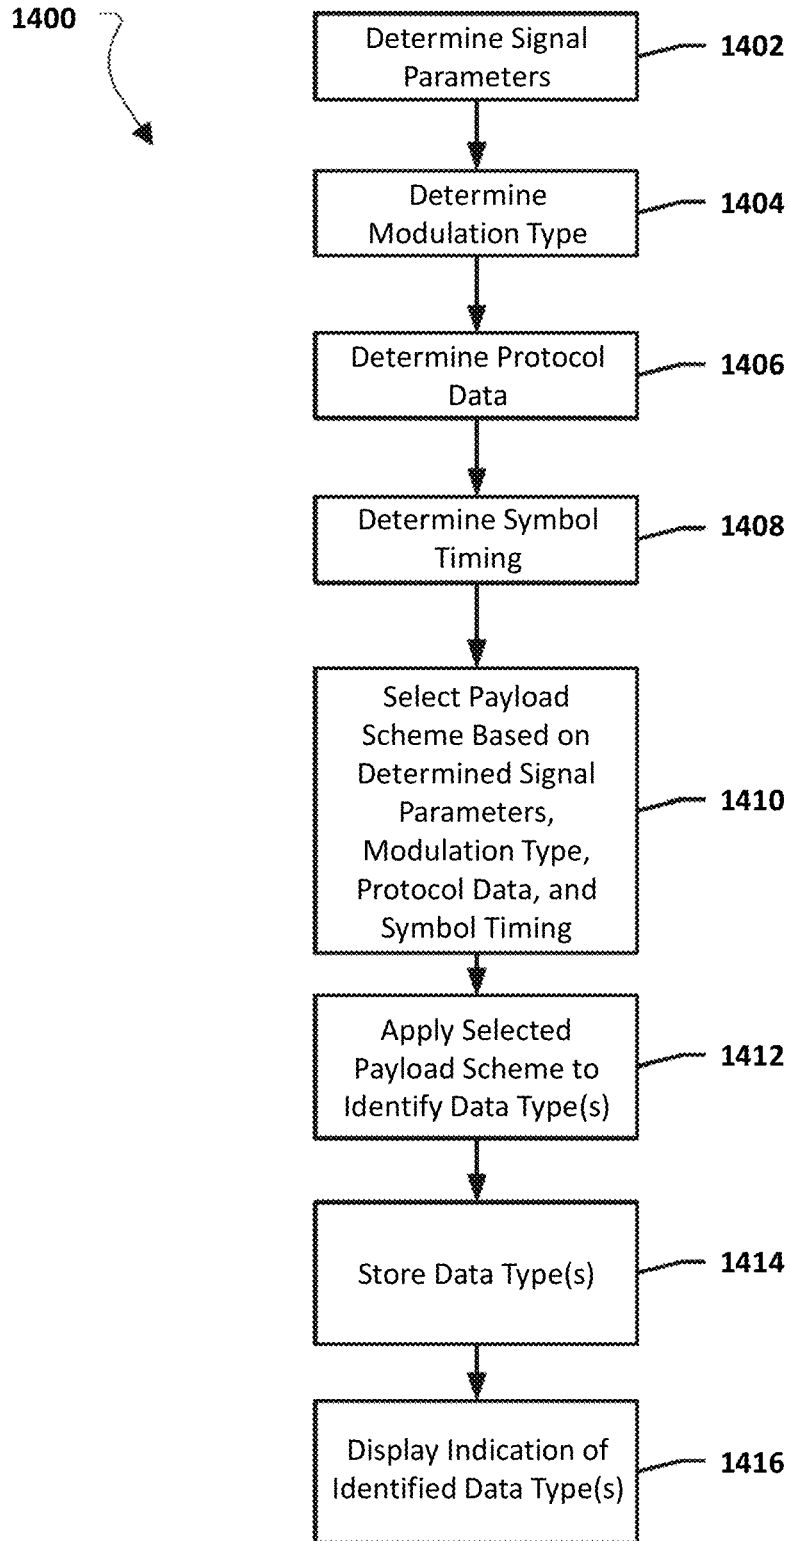 1400
Determine Signal
Parameters
1402
Determine
Modulation Type
1404
Determine Protocol
Data
1406
Determine Symbol
Timing
1408
Select Payload
Scheme Based on
Determined Signal
Parameters,
Modulation Type,
Protocol Data, and
Symbol Timing
1410
Apply Selected
Payload Scheme to
Identify Data Type(s)
1412
Store Data Type(s)
1414
Display Indication of
Identified Data Type(s)
1416